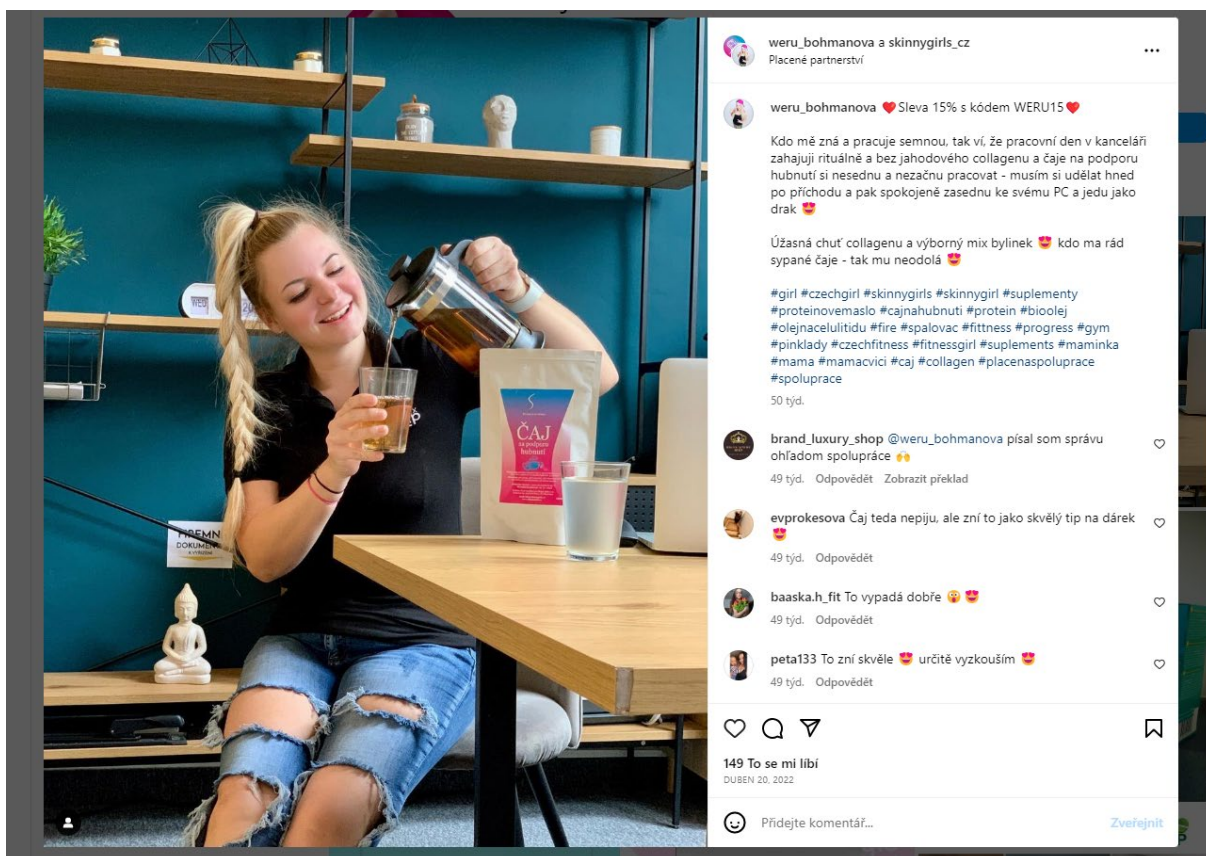 WED
ČAJ
na podporu
hubnutí
FIREMNÍ
DOKUMENTY
weru_bohmanova a skinnygirls_cz
Placené partnerství
weru_bohmanova ❤️Sleva 15% s kódem WERU15❤️
Kdo mě zná a pracuje semnou, tak ví, že pracovní den v kanceláři
zahajuji rituálně a bez jahodového collagenu a čaje na podporu
hubnutí si nesednu a nezačnu pracovat - musím si udělat hned
po příchodu a pak spokojeně zasednu ke svému PC a jedu jako
drak 😍
Úžasná chuť collagenu a výborný mix bylinek 😍 kdo ma rád
sypané čaje - tak mu neodolá 😍
#girl #czechgirl #skinnygirls #skinnygirl #suplementy
#proteinovemaslo #cajnahubnuti #protein #bioolej
#olejnacelulitidu #fire #spalovac #fittness #progress #gym
#pinklady #czechfitness #fitnessgirl #suplements #maminka
#mama #mamacvici #caj #collagen #placenaspoluprace
#spoluprace
50 týd.
brand_luxury_shop @weru_bohmanova písal som správu
ohľadom spolupráce 🙌
49 týd. Odpovědět Zobrazit překlad
evprokesova Čaj teda nepiju, ale zní to jako skvělý tip na dárek
😍
49 týd. Odpovědět
baaska.h_fit To vypadá dobře 😲 😍
49 týd. Odpovědět
peta133 To zní skvěle 😍 určitě vyzkouším 😍
49 týd. Odpovědět
149 To se mi líbí
DUBEN 20, 2022
Přidejte komentář...
Zveřejnit